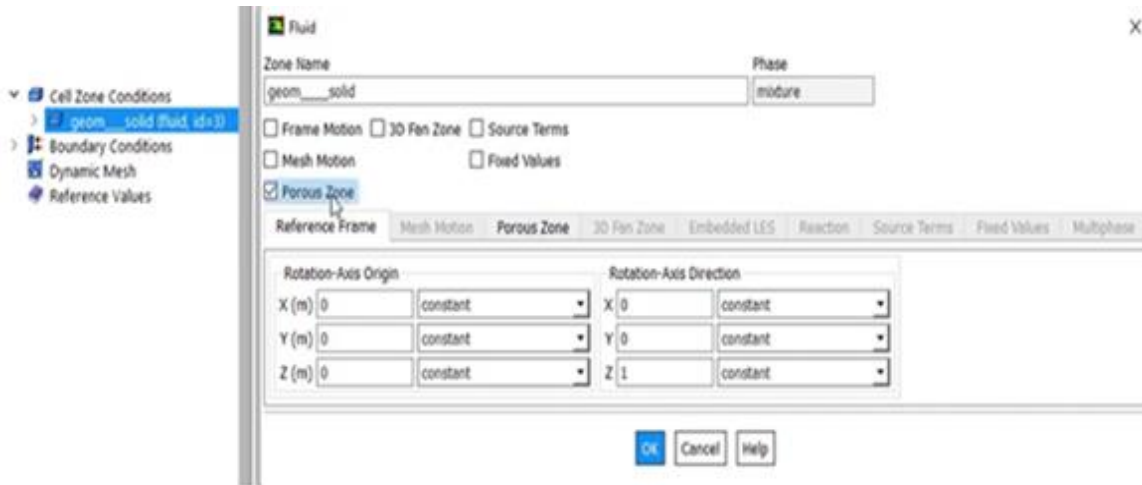 Cell Zone Conditions
geom___solid (fluid, id=3)
Boundary Conditions
Dynamic Mesh
Reference Values
Fluid
Zone Name
Phase
geom____solid
mixture
Frame Motion 3D Fan Zone Source Terms
Mesh Motion Fixed Values
Porous Zone
Reference Frame Mesh Motion Porous Zone 3D Fan Zone Embedded LES Reaction Source Terms Fixed Values Multiphase
Rotation-Axis Origin
X (m) 0 constant
Y (m) 0 constant
Z (m) 0 constant
Rotation-Axis Direction
X 0 constant
Y 0 constant
Z 1 constant
OK Cancel Help